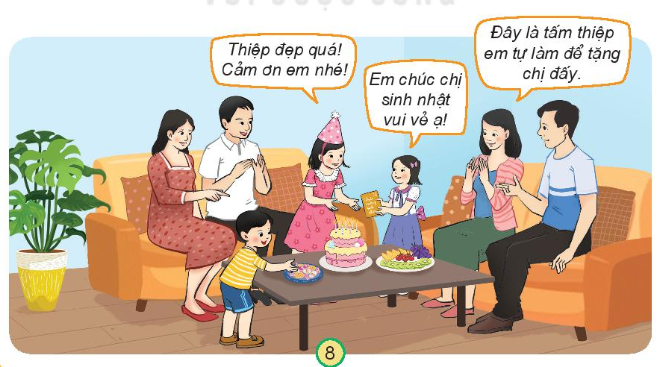 Thiệp đẹp quá!
Cảm ơn em nhé!
Em chúc chị
sinh nhật
vui vẻ ạ!
Đây là tấm thiệp
em tự làm để tặng
chị đấy.
8